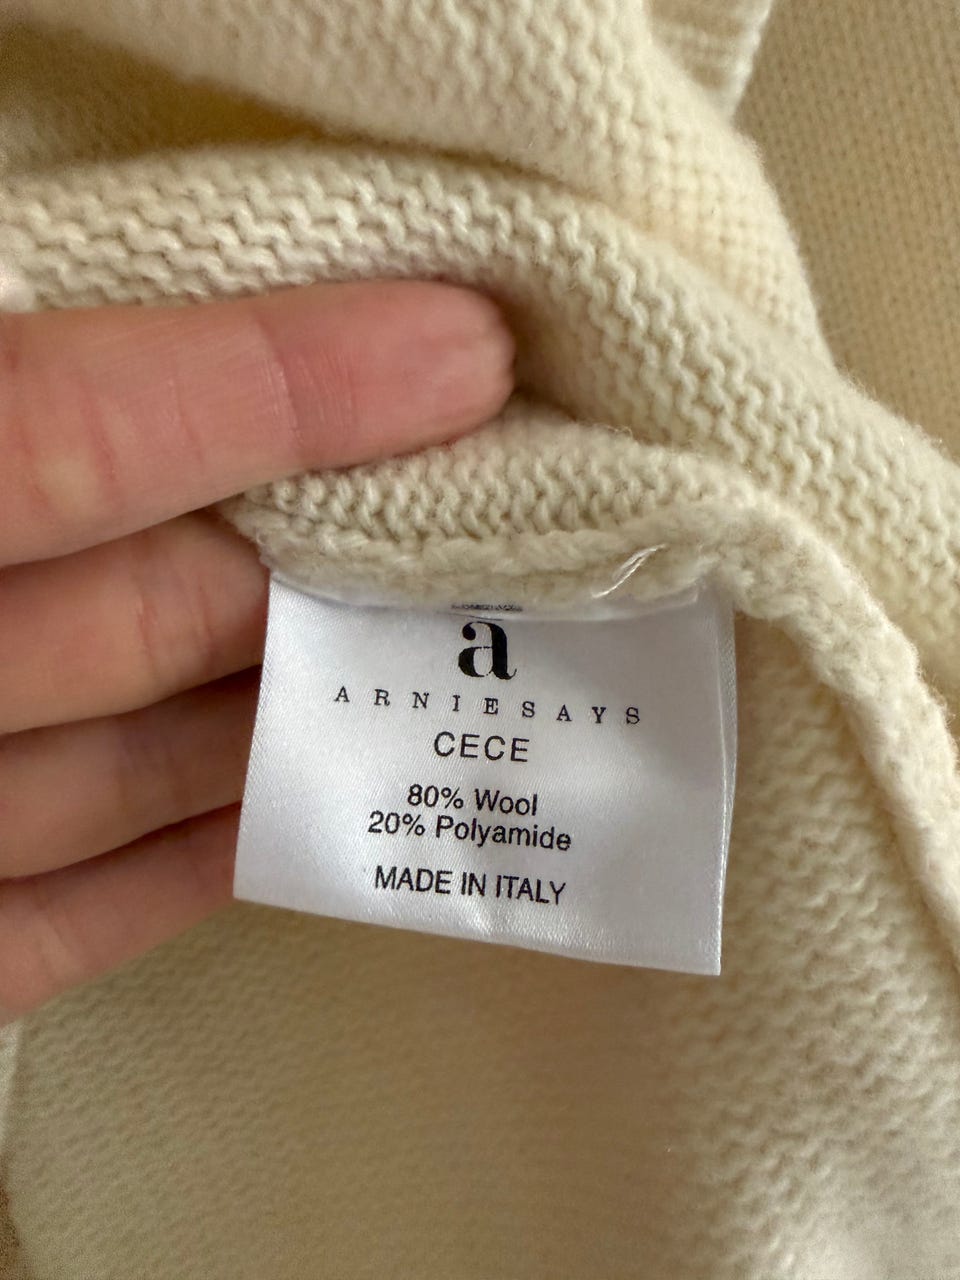 a
ARNIESAYS
CECE
80% Wool
20% Polyamide
MADE IN ITALY